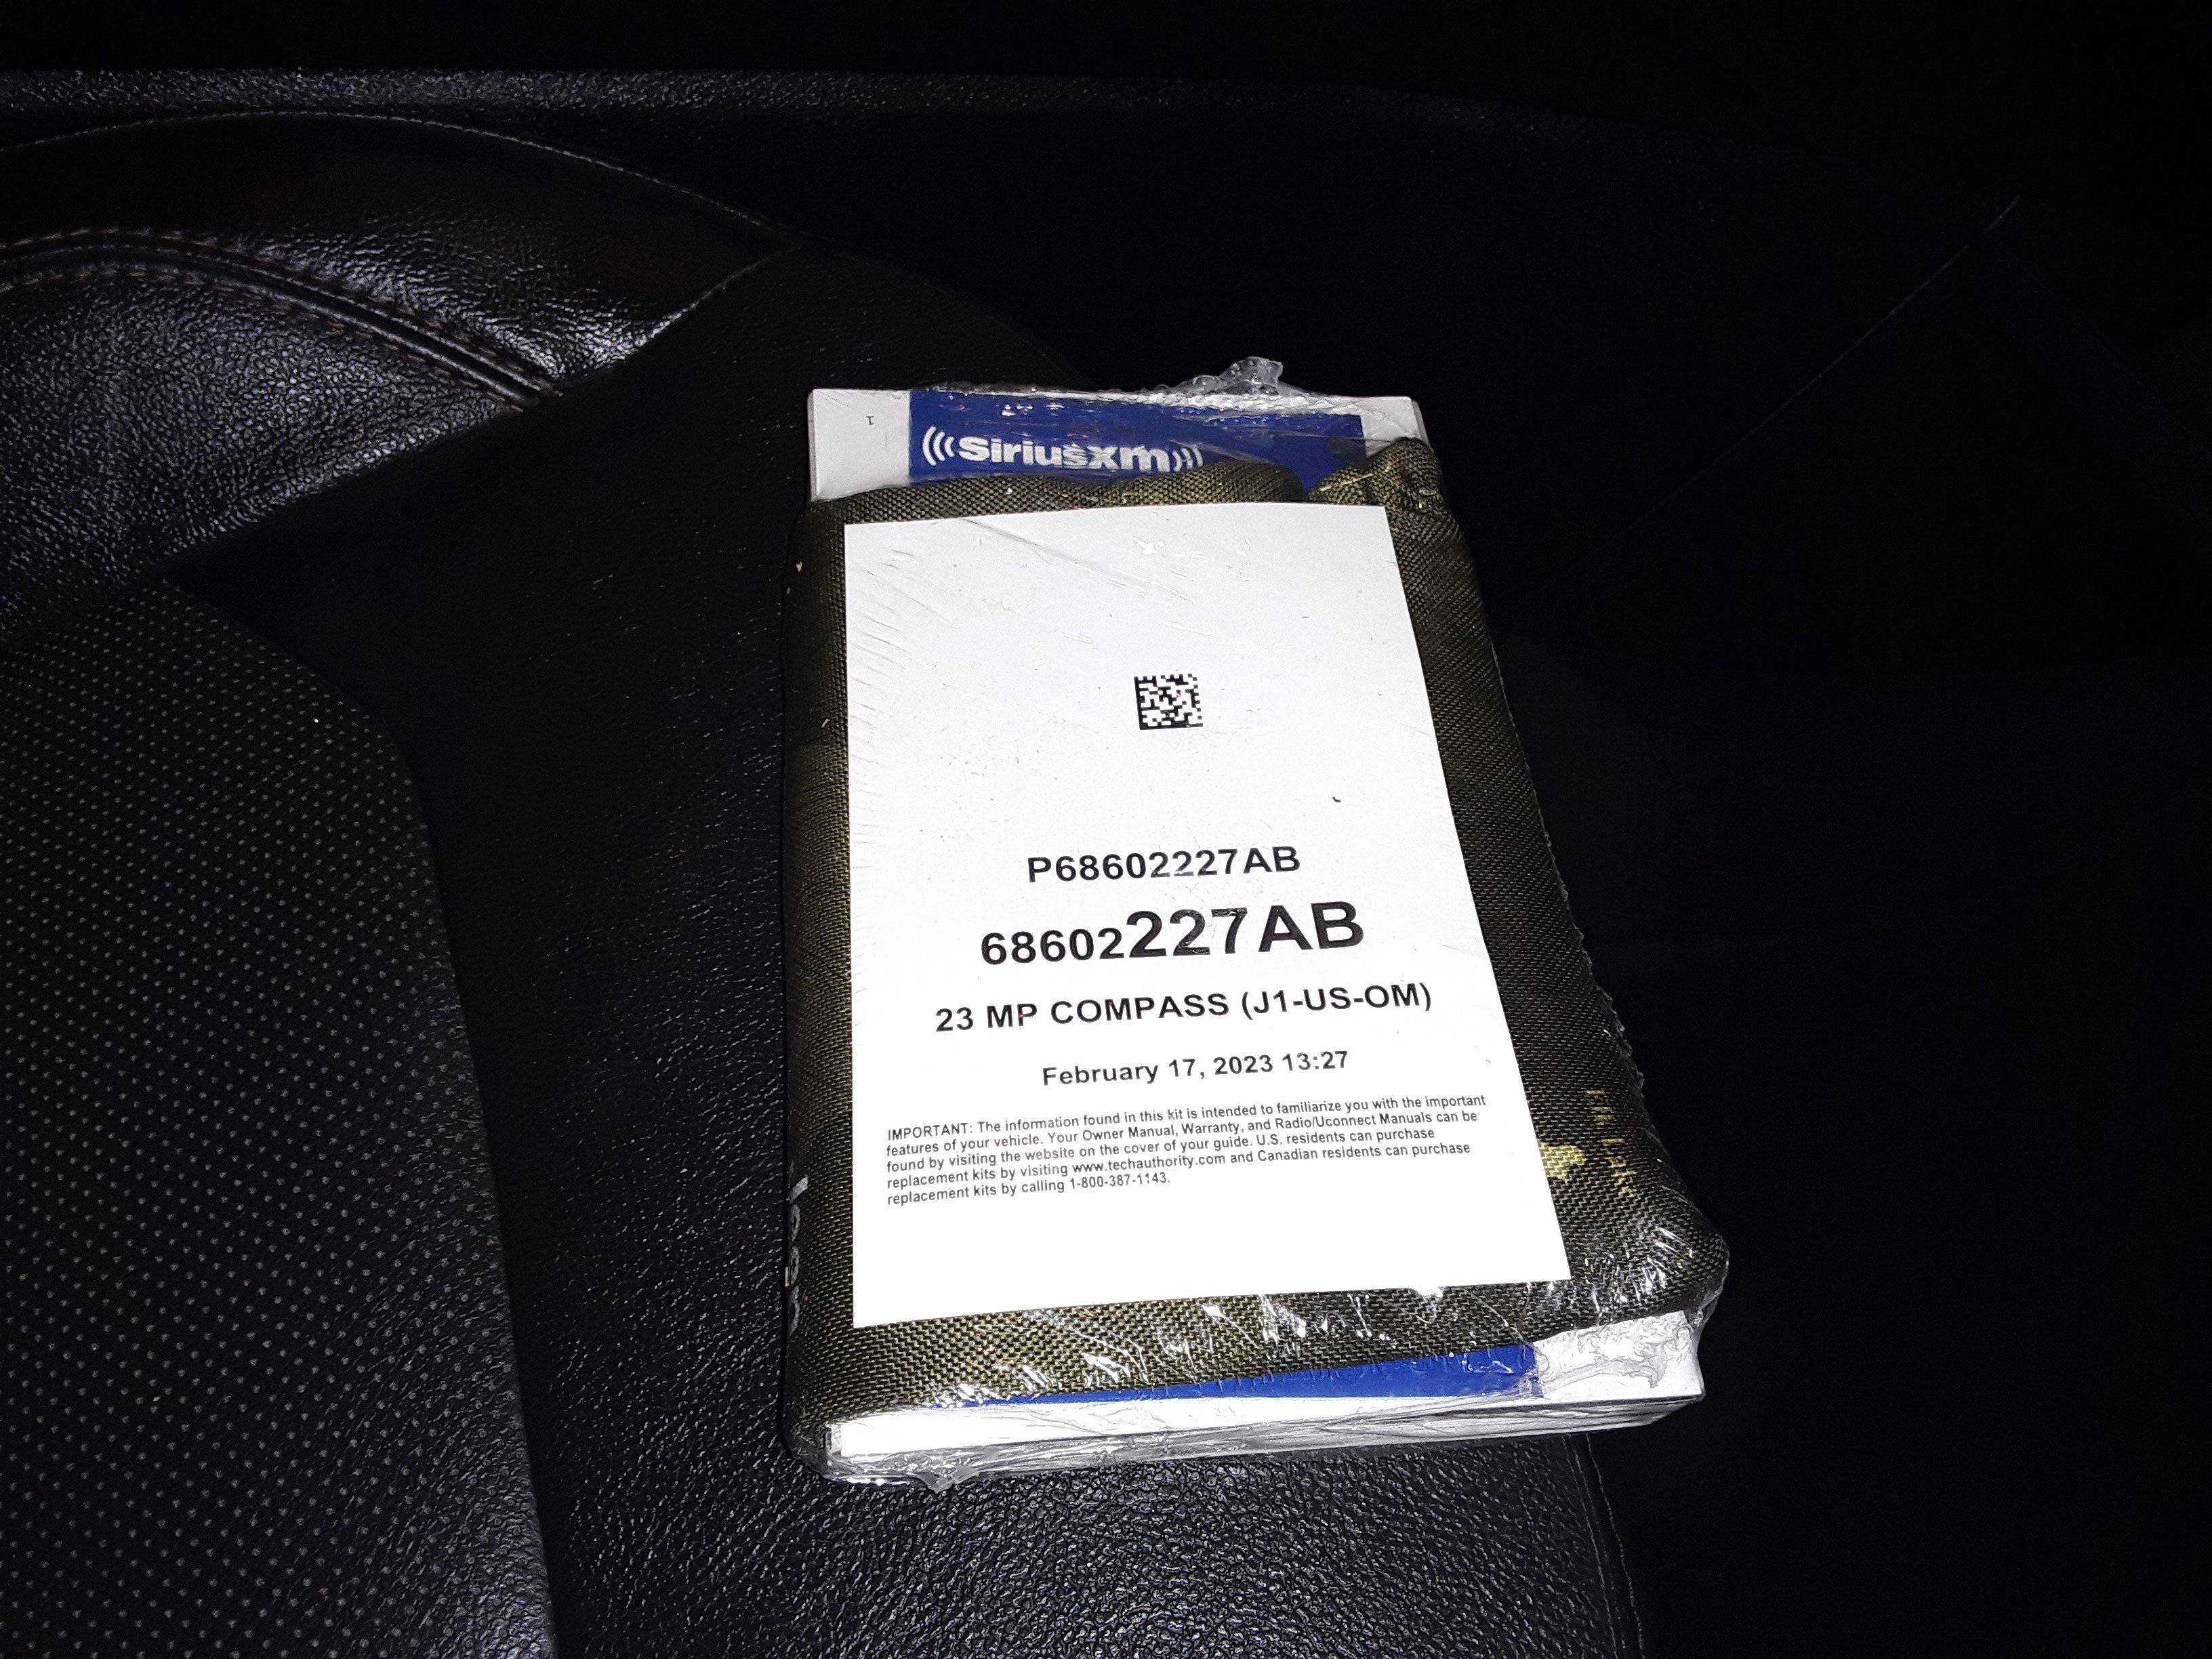 1
((SiriusXM))
P68602227AB
68602227AB
23 MP COMPASS (J1-US-OM)
February 17, 2023 13:27
IMPORTANT: The information found in this kit is intended to familiarize you with the important
features of your vehicle. Your Owner Manual, Warranty, and Radio/Uconnect Manuals can be
found by visiting the website on the cover of your guide. U.S. residents can purchase
replacement kits by visiting www.techauthority.com and Canadian residents can purchase
replacement kits by calling 1-800-387-1143.
Jeep